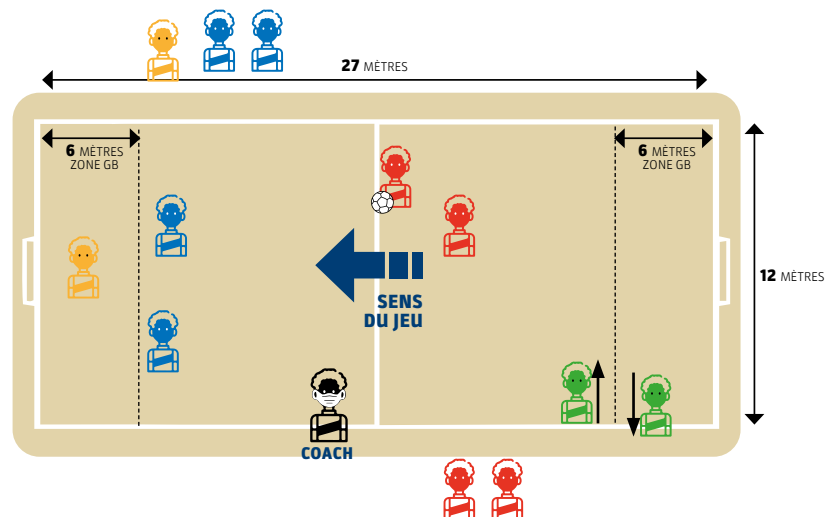 27 MÈTRES
6 MÈTRES
ZONE GB
6 MÈTRES
ZONE GB
12 MÈTRES
SENS
DU JEU
COACH